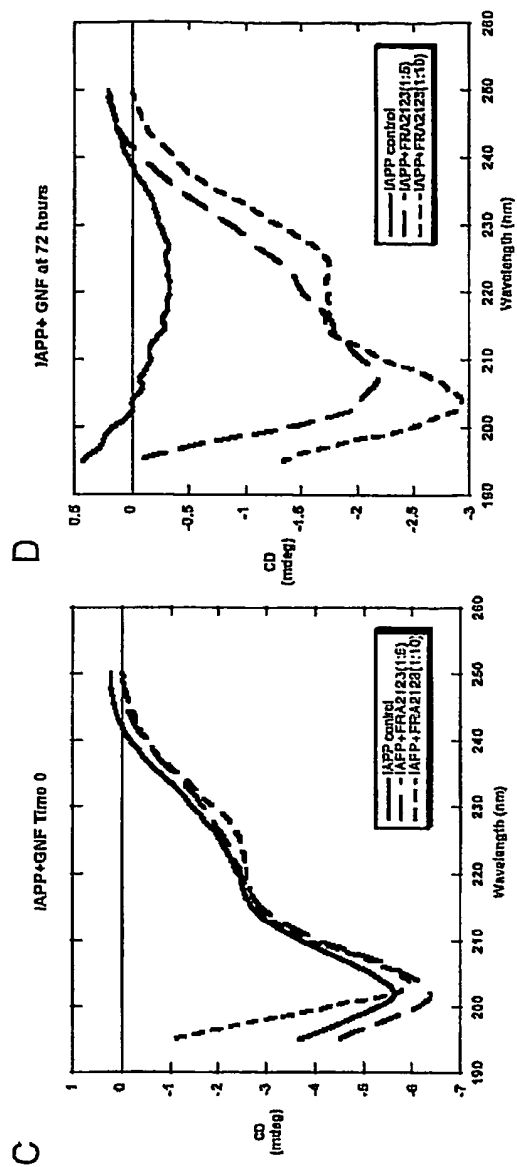 C
IAPP+GNF Time 0
1
0
-1
-2
-3
-4
-5
-6
-7
CD
(mdeg)
190
200
210
220
230
240
250
260
Wavelength (nm)
IAPP control
IAPP+FRA2123(1:5)
IAPP+FRA2123(1:10)
D
IAPP+ GNF at 72 hours
0.5
0
-0.5
-1
-1.5
-2
-2.5
-3
CD
(mdeg)
190
200
210
220
230
240
250
260
Wavelength (nm)
IAPP control
IAPP+FRA2123(1:5)
IAPP+FRA2123(1:10)